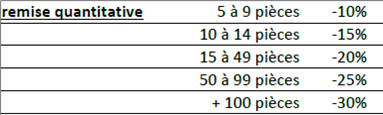 remise quantitative 5 à 9 pièces -10%
10 à 14 pièces -15%
15 à 49 pièces -20%
50 à 99 pièces -25%
+ 100 pièces -30%